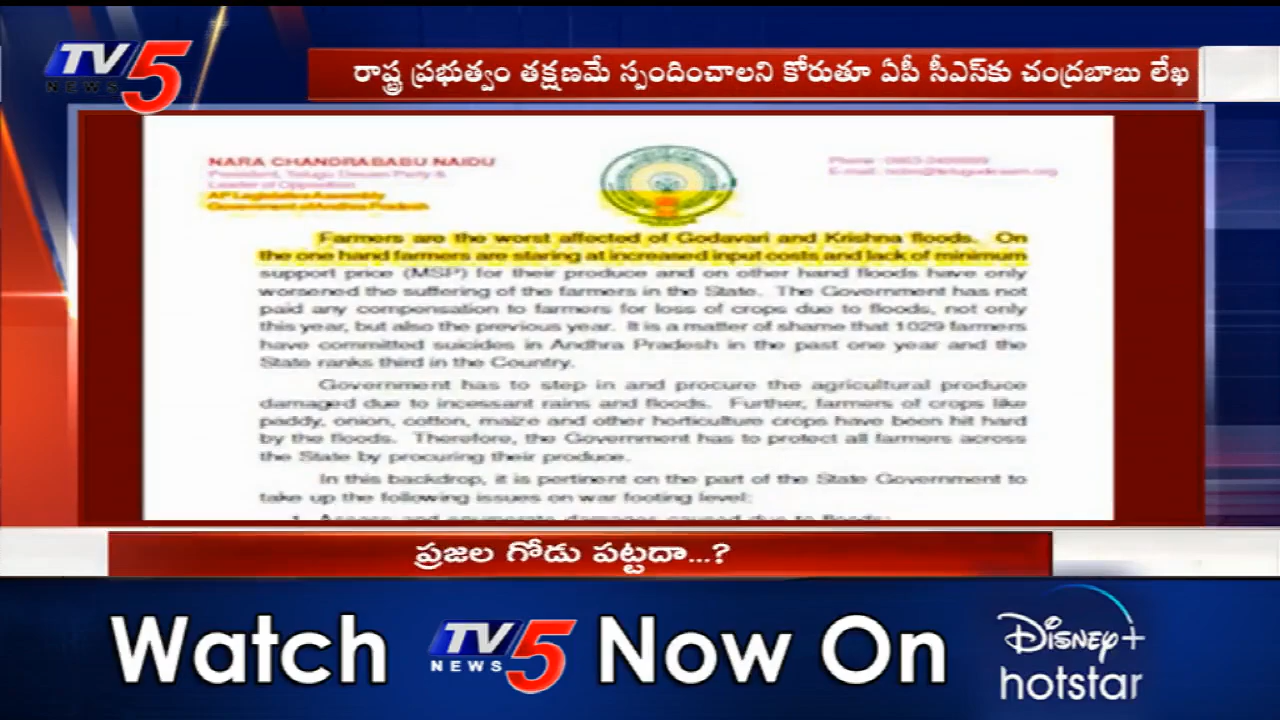 TV5
NEWS
రాష్ట్ర ప్రభుత్వం తక్షణమే స్పందించాలని కోరుతూ ఏపీ సీఎస్‌కు చంద్రబాబు లేఖ
NARA CHANDRABABU NAIDU
President, Telugu Desam Party &
Leader of Opposition
AP Legislative Assembly
Government of Andhra Pradesh
Phone :
E-mail :
Farmers are the worst affected of Godavari and Krishna floods. On
the one hand farmers are staring at increased input costs and lack of minimum
support price (MSP) for their produce and on other hand floods have only
worsened the suffering of the farmers in the State. The Government has not
paid any compensation to farmers for loss of crops due to floods, not only
this year, but also the previous year. It is a matter of shame that 1029 farmers
have committed suicides in Andhra Pradesh in the past one year and the
State ranks third in the Country.
Government has to step in and procure the agricultural produce
damaged due to incessant rains and floods. Further, farmers of crops like
paddy, onion, cotton, maize and other horticulture crops have been hit hard
by the floods. Therefore, the Government has to protect all farmers across
the State by procuring their produce.
In this backdrop, it is pertinent on the part of the State Government to
take up the following issues on war footing level;
1. Assess and enumerate damages caused due to floods;
ప్రజల గోడు పట్టదా...?
Watch TV5 NEWS Now On Disney+ hotstar